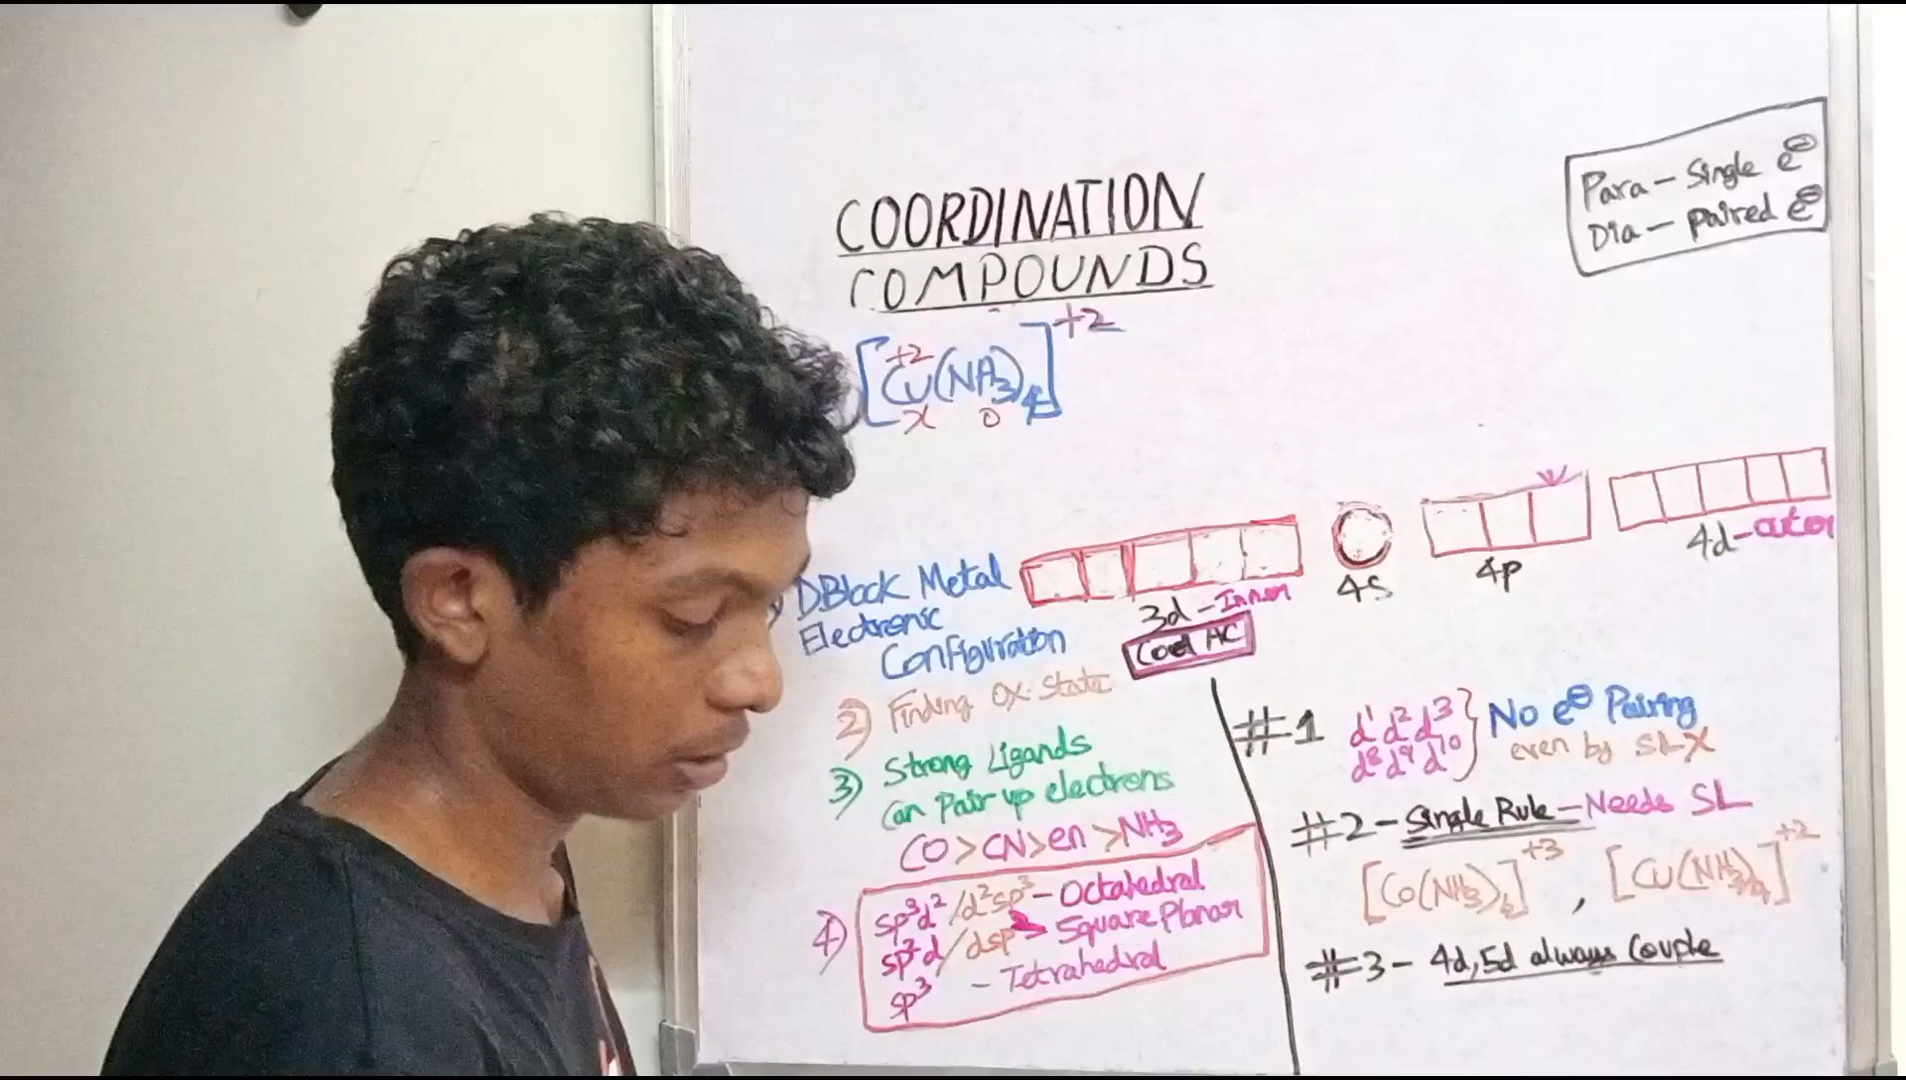 COORDINATION
COMPOUNDS
[Cu(NH3)4]+2
+2
x 0
Para - Single e⊖
Dia - paired e⊖
DBlock Metal
Electronic
Configuration
3d - Inner
4s
4p
4d - outer
2) Finding Ox. State
3) Strong Ligands
Can Pair up electrons
CO > CN > en > NH3
4) sp3d2 / d2sp3 - Octahedral
sp2d / dsp2 - Square Planar
sp3 - Tetrahedral
#1 d1 d2 d3
d8 d9 d10
} No e⊖ Pairing
even by SL X
#2 - Single Rule - Needs SL
[Co(NH3)6]+3 , [Cu(NH3)4]+2
#3 - 4d, 5d always Couple